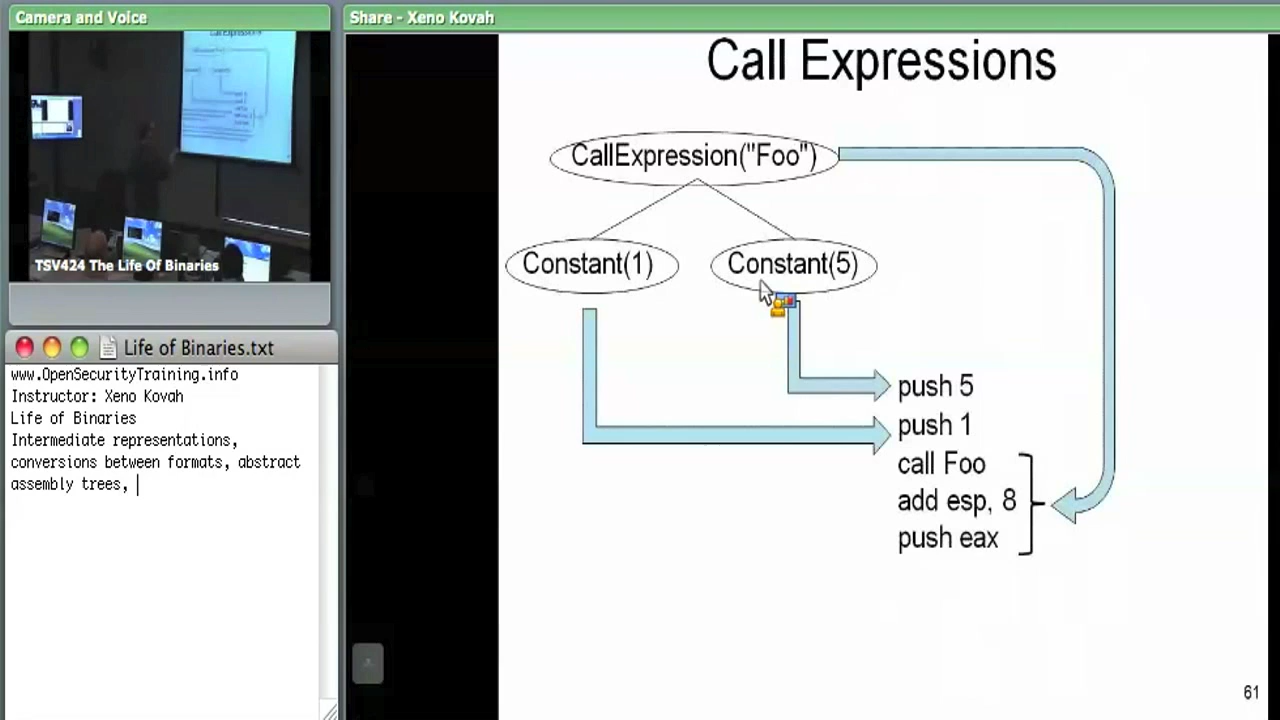 Camera and Voice
TSV424 The Life Of Binaries
Life of Binaries.txt
www.OpenSecurityTraining.info
Instructor: Xeno Kovah
Life of Binaries
Intermediate representations,
conversions between formats, abstract
assembly trees,
Share - Xeno Kovah
Call Expressions
CallExpression("Foo")
Constant(1)
Constant(5)
push 5
push 1
call Foo
add esp, 8
push eax
61